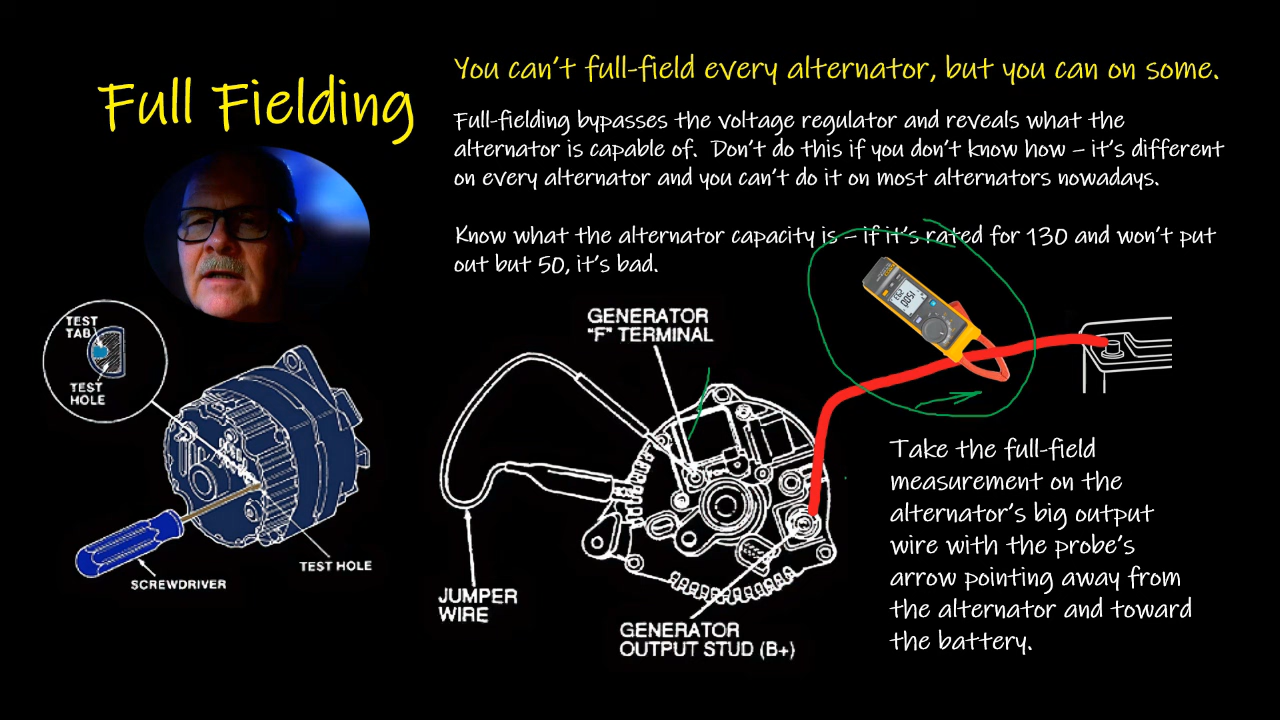 Full Fielding
You can't full-field every alternator, but you can on some.
Full-fielding bypasses the voltage regulator and reveals what the
alternator is capable of. Don't do this if you don't know how – it's different
on every alternator and you can't do it on most alternators nowadays.
Know what the alternator capacity is – if it's rated for 130 and won't put
out but 50, it's bad.
TEST
TAB
TEST
HOLE
SCREWDRIVER
TEST HOLE
GENERATOR
"F" TERMINAL
JUMPER
WIRE
GENERATOR
OUTPUT STUD (B+)
Take the full-field
measurement on the
alternator's big output
wire with the probe's
arrow pointing away from
the alternator and toward
the battery.